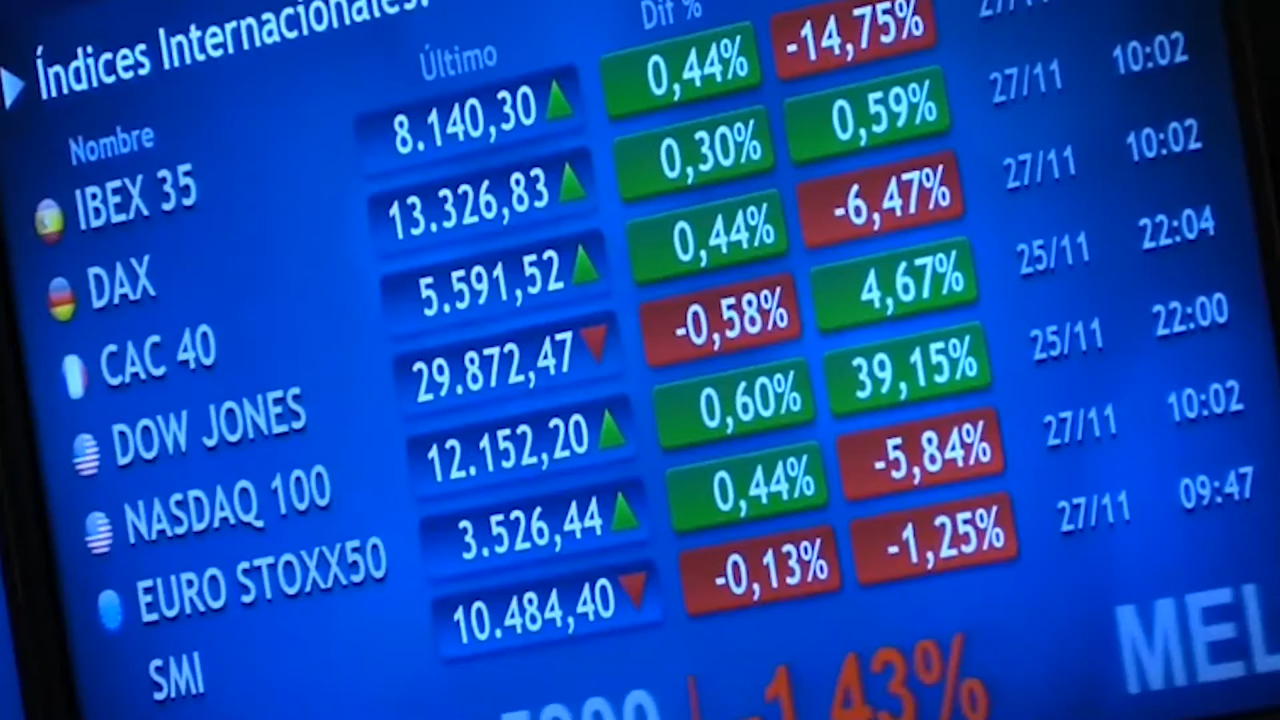 Índices Internacionales.
Nombre Último Dif %
IBEX 35 8.140,30 0,44% -14,75%
DAX 13.326,83 0,30% 0,59% 27/11 10:02
CAC 40 5.591,52 0,44% -6,47% 27/11 10:02
DOW JONES 29.872,47 -0,58% 4,67% 25/11 22:04
NASDAQ 100 12.152,20 0,60% 39,15% 25/11 22:00
EURO STOXX50 3.526,44 0,44% -5,84% 27/11 10:02
SMI 10.484,40 -0,13% -1,25% 27/11 09:47
-1,43% MEL